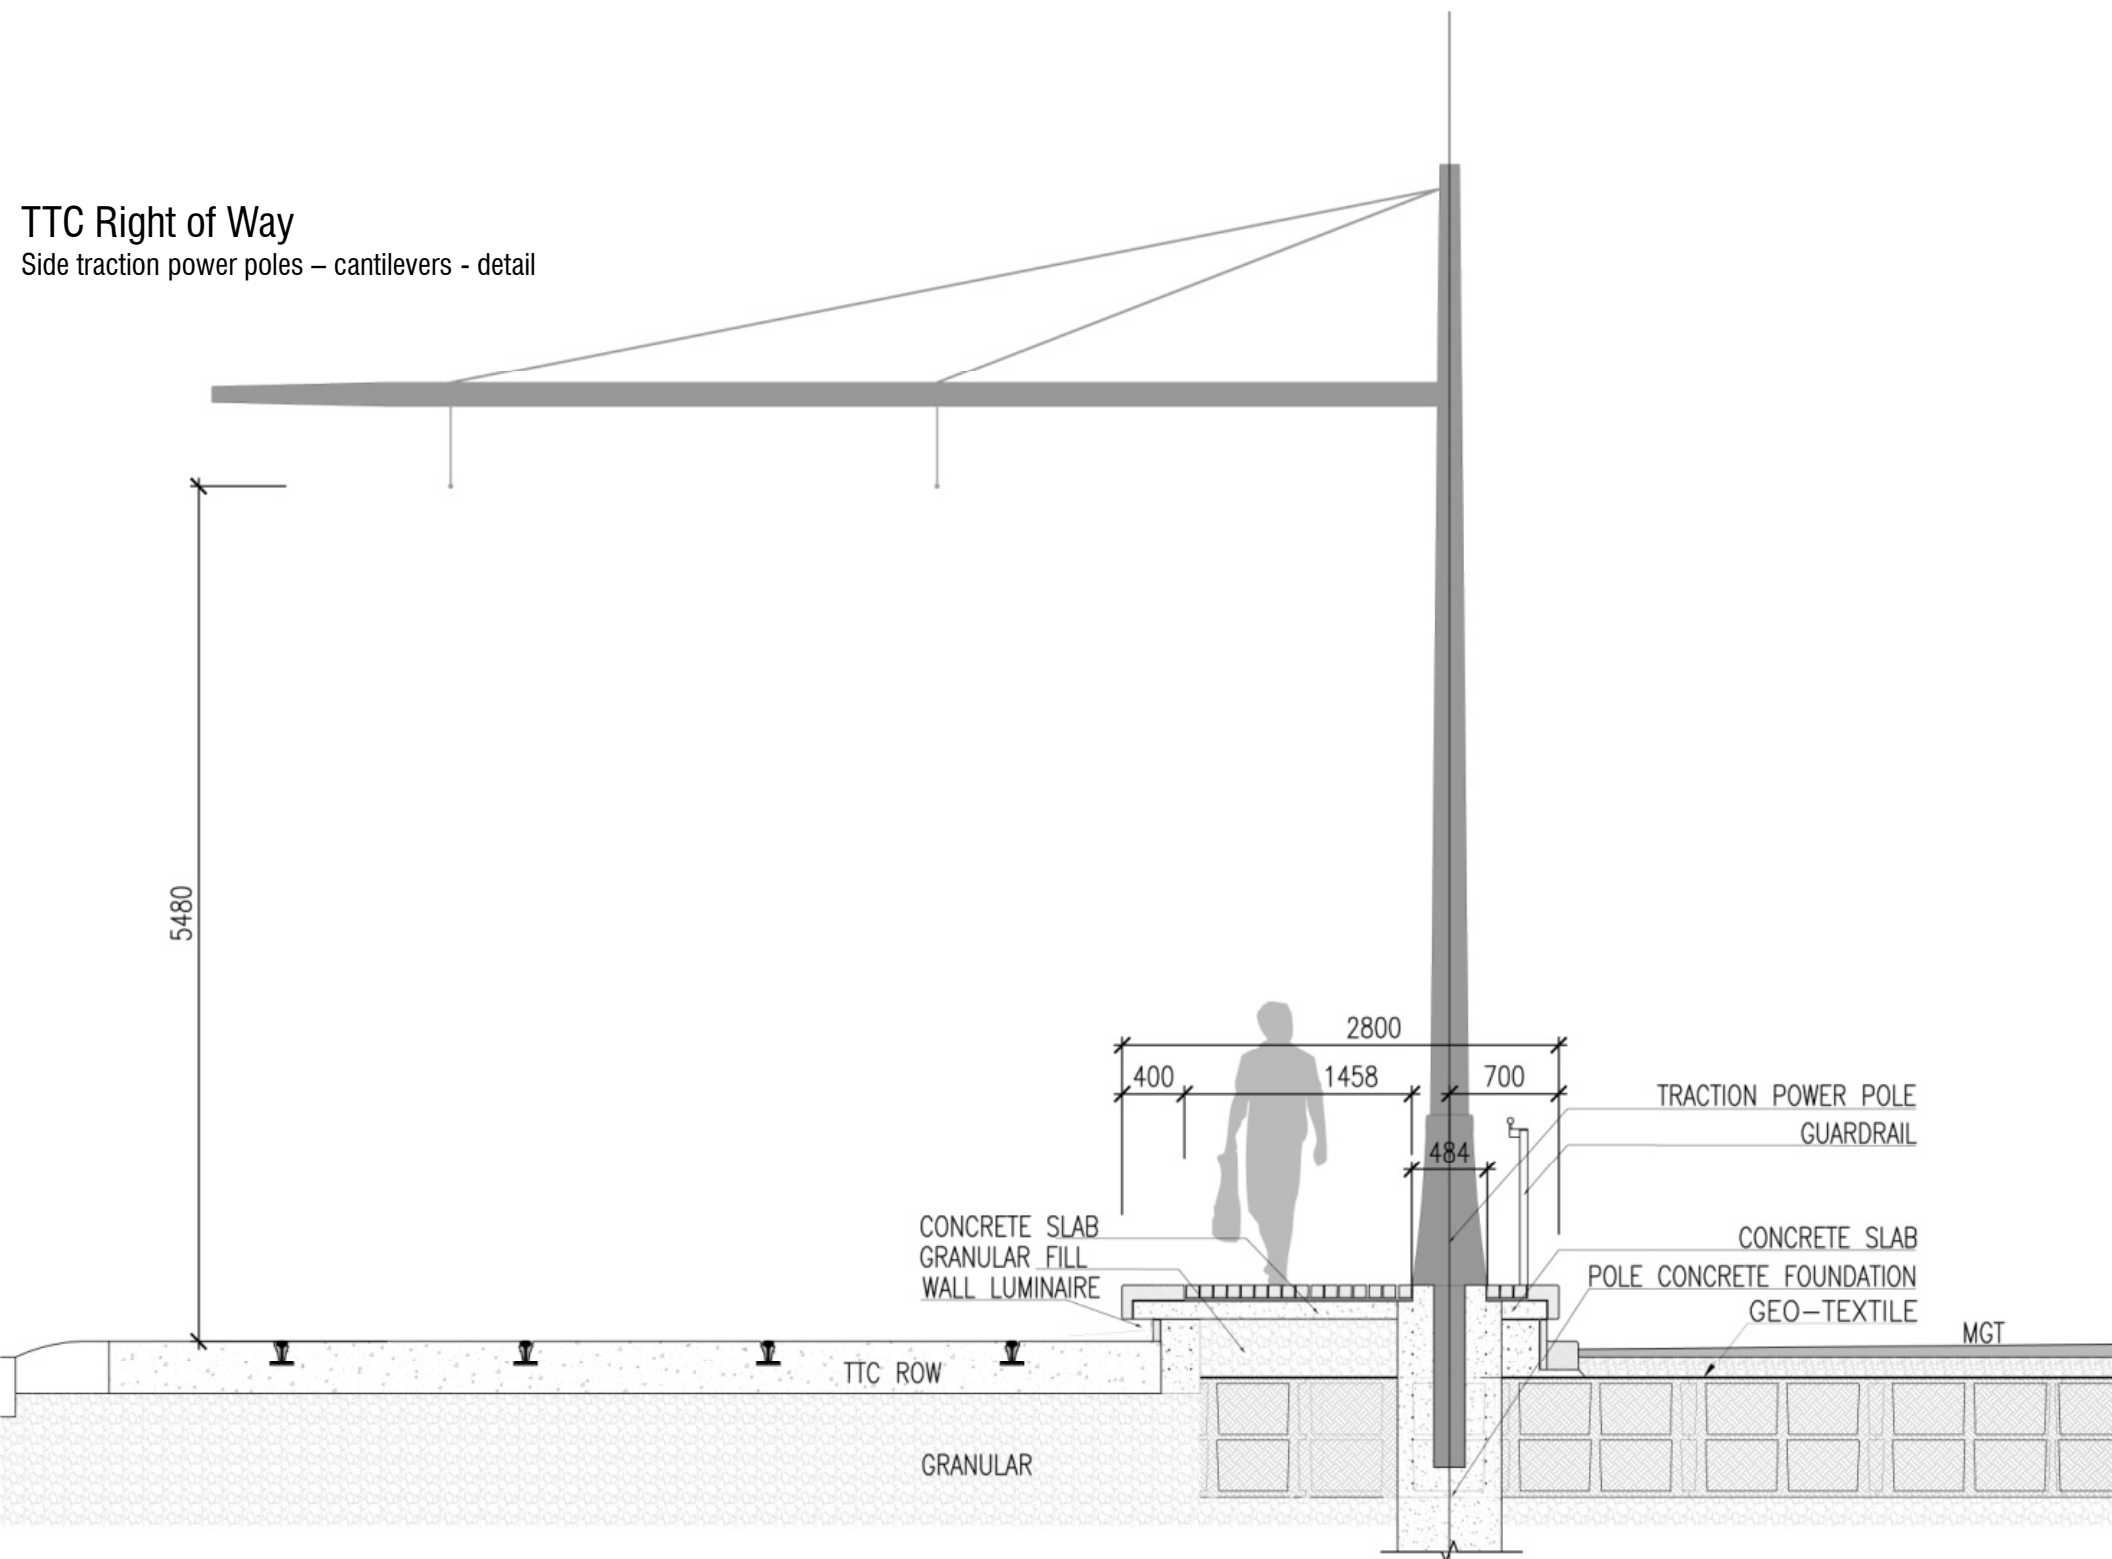 TTC Right of Way
Side traction power poles – cantilevers - detail
5480
2800
400
1458
700
484
TRACTION POWER POLE
GUARDRAIL
CONCRETE SLAB
GRANULAR FILL
WALL LUMINAIRE
CONCRETE SLAB
POLE CONCRETE FOUNDATION
GEO-TEXTILE
MGT
TTC ROW
GRANULAR